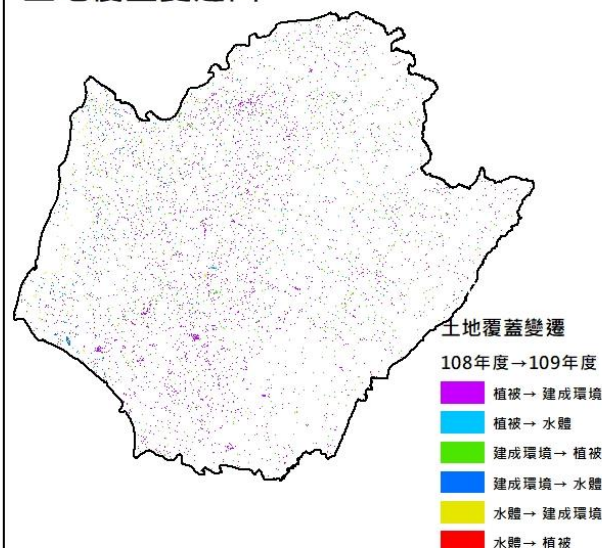 土地覆蓋變遷
108年度→109年度
植被→ 建成環境
植被→ 水體
建成環境→ 植被
建成環境→ 水體
水體→ 建成環境
水體→ 植被